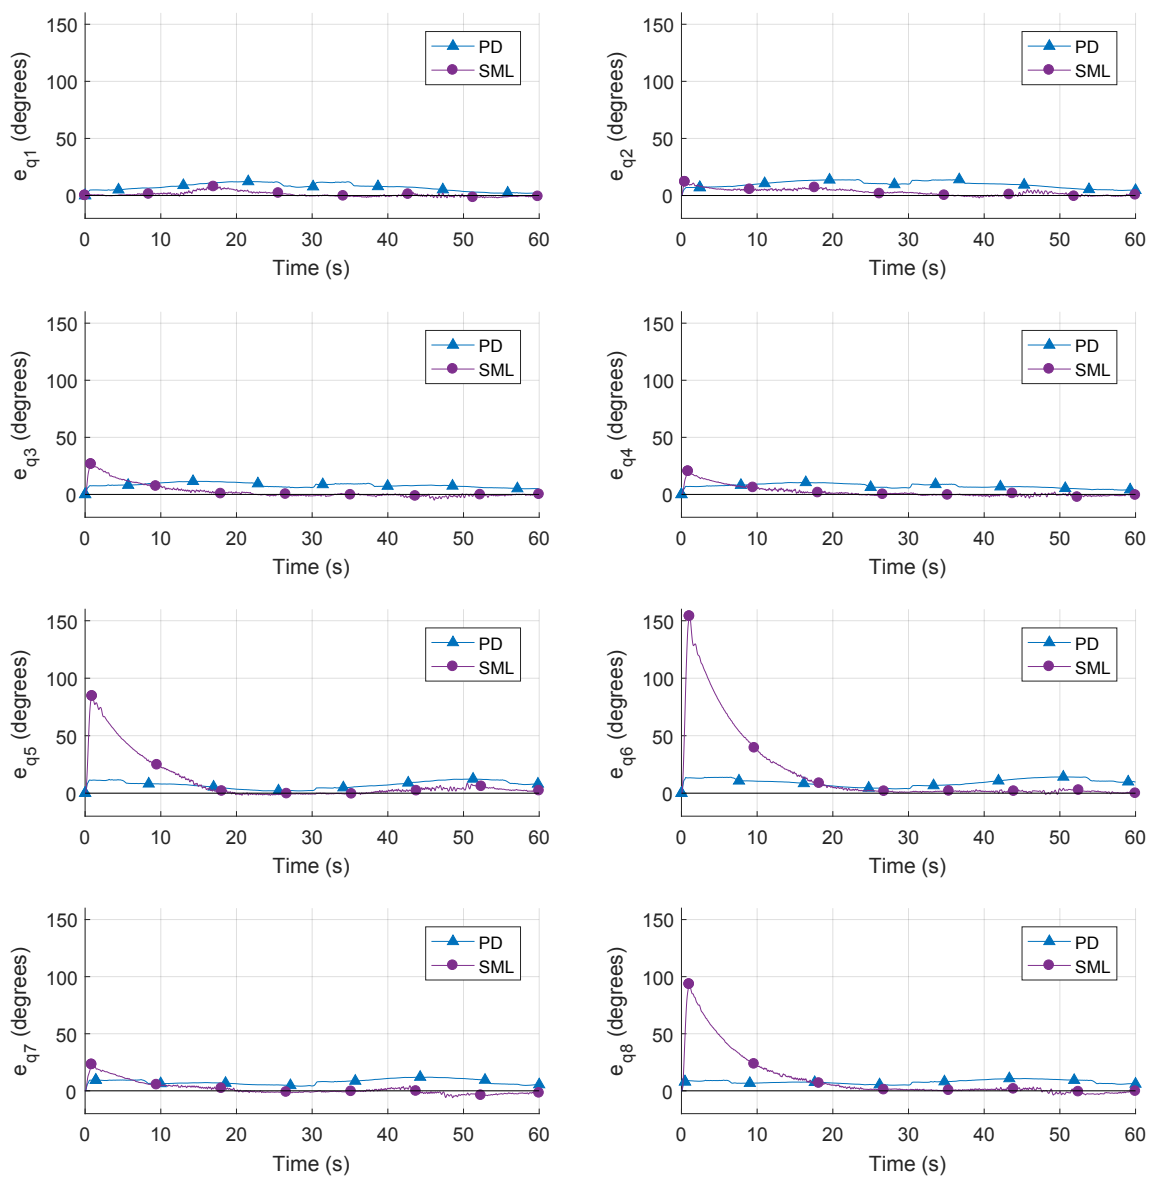 150
100
50
0
e_q1 (degrees)
PD
SML
0 10 20 30 40 50 60
Time (s)
150
100
50
0
e_q2 (degrees)
PD
SML
0 10 20 30 40 50 60
Time (s)
150
100
50
0
e_q3 (degrees)
PD
SML
0 10 20 30 40 50 60
Time (s)
150
100
50
0
e_q4 (degrees)
PD
SML
0 10 20 30 40 50 60
Time (s)
150
100
50
0
e_q5 (degrees)
PD
SML
0 10 20 30 40 50 60
Time (s)
150
100
50
0
e_q6 (degrees)
PD
SML
0 10 20 30 40 50 60
Time (s)
150
100
50
0
e_q7 (degrees)
PD
SML
0 10 20 30 40 50 60
Time (s)
150
100
50
0
e_q8 (degrees)
PD
SML
0 10 20 30 40 50 60
Time (s)